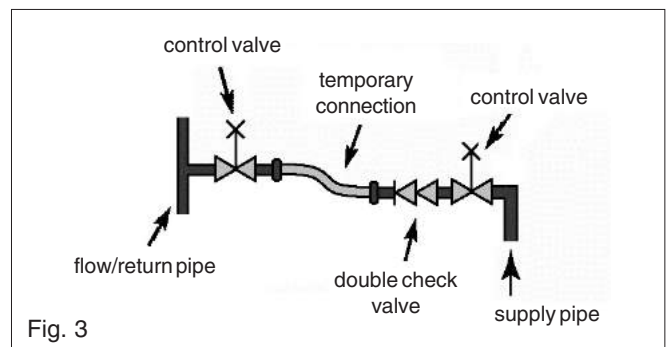 control valve
temporary
connection
control valve
flow/return pipe
double check
valve
supply pipe
Fig. 3